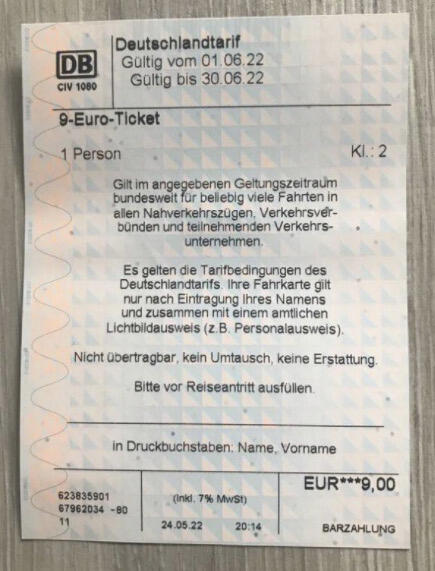 DB
CIV 1080
Deutschlandtarif
Gültig vom 01.06.22
Gültig bis 30.06.22
9-Euro-Ticket
1 Person Kl.: 2
Gilt im angegebenen Geltungszeitraum
bundesweit für beliebig viele Fahrten in
allen Nahverkehrszügen, Verkehrsver-
bünden und teilnehmenden Verkehrs-
unternehmen.
Es gelten die Tarifbedingungen des
Deutschlandtarifs. Ihre Fahrkarte gilt
nur nach Eintragung Ihres Namens
und zusammen mit einem amtlichen
Lichtbildausweis (z.B. Personalausweis).
Nicht übertragbar, kein Umtausch, keine Erstattung.
Bitte vor Reiseantritt ausfüllen.
in Druckbuchstaben: Name, Vorname
EUR***9,00
623835901 (inkl. 7% MwSt)
67962034 -80
11 24.05.22 20:14 BARZAHLUNG